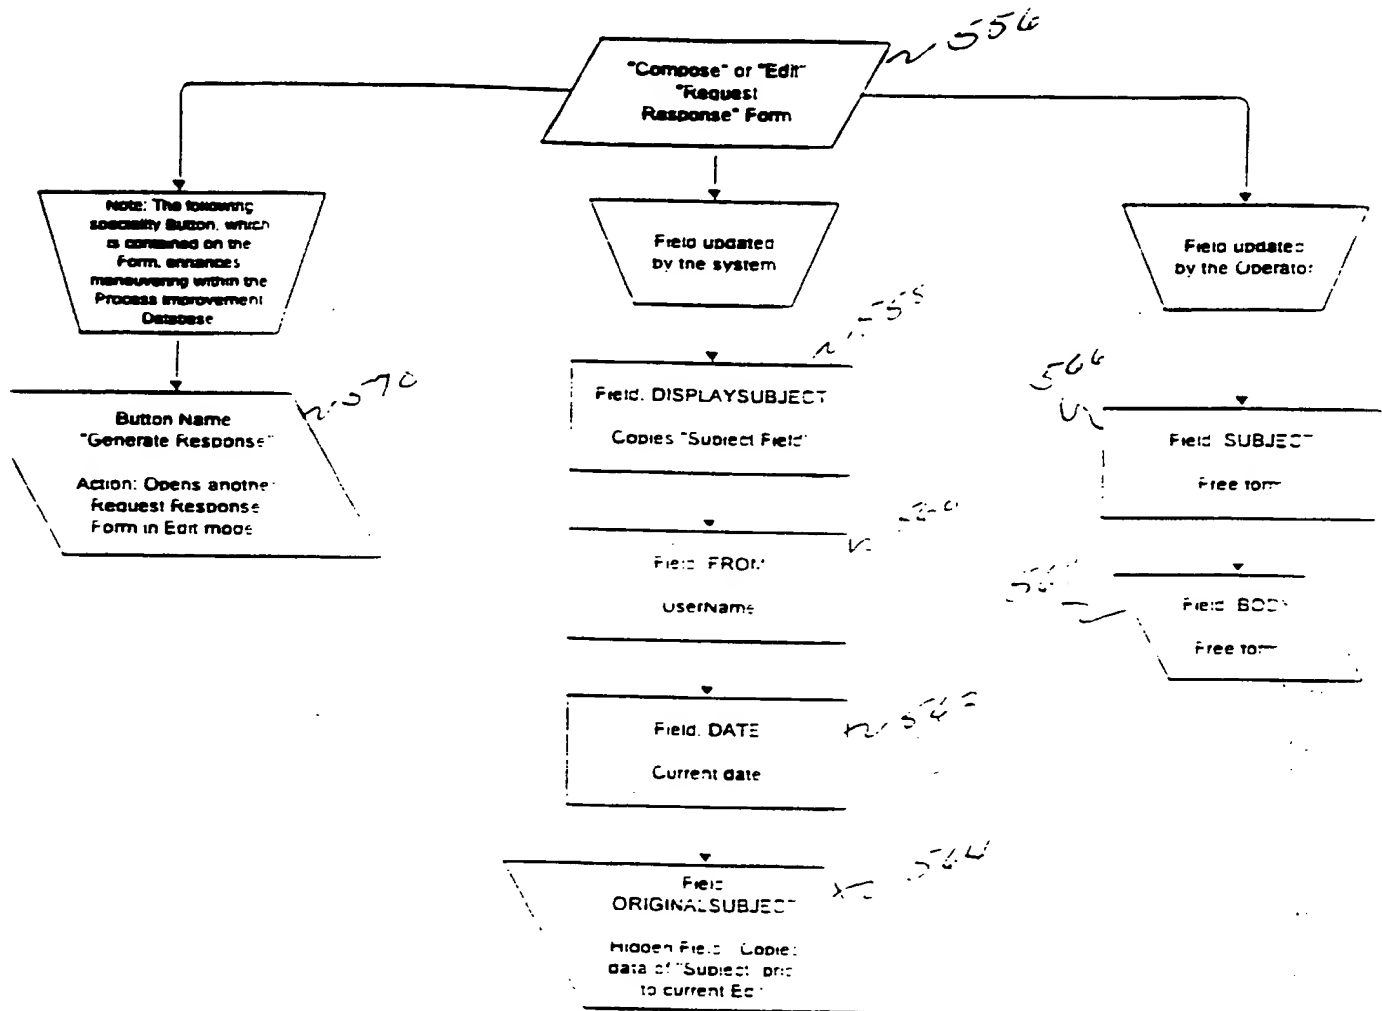 556
"Compose" or "Edit"
"Request
Response" Form
Note: The following
speciality Button, which
is contained on the
Form, enhances
maneuvering within the
Process Improvement
Database
Field updated
by the system
Field updated
by the Operator
Button Name
"Generate Response"
Action: Opens another
Request Response
Form in Edit mode
Field. DISPLAYSUBJECT
Copies "Subject Field"
Field: FROM
UserName
Field. DATE
Current date
564
Field
ORIGINALSUBJECT
Hidden Field Copies
data of "Subject" prior
to current Edit
566
Field SUBJECT
Free form
Field BODY
Free form